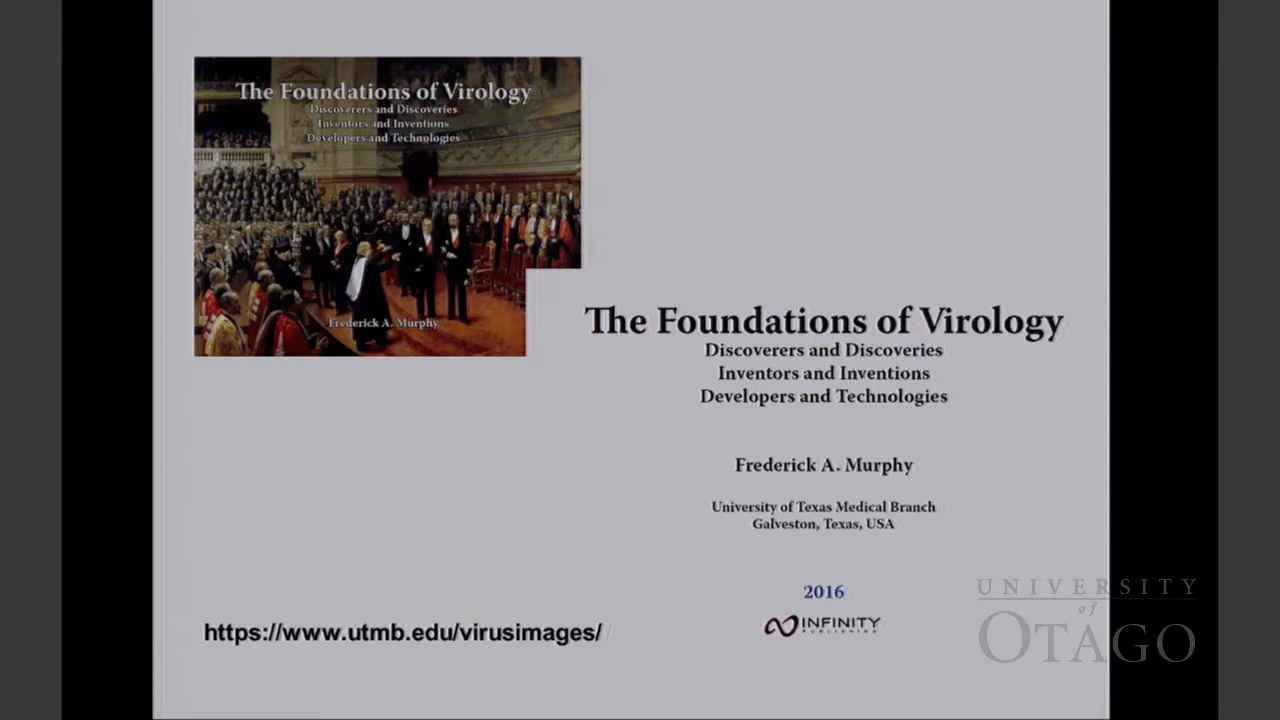 The Foundations of Virology
Discoverers and Discoveries
Inventors and Inventions
Developers and Technologies
Frederick A. Murphy
The Foundations of Virology
Discoverers and Discoveries
Inventors and Inventions
Developers and Technologies
Frederick A. Murphy
University of Texas Medical Branch
Galveston, Texas, USA
2016
INFINITY
PUBLISHING
https://www.utmb.edu/virusimages/
UNIVERSITY
of
OTAGO